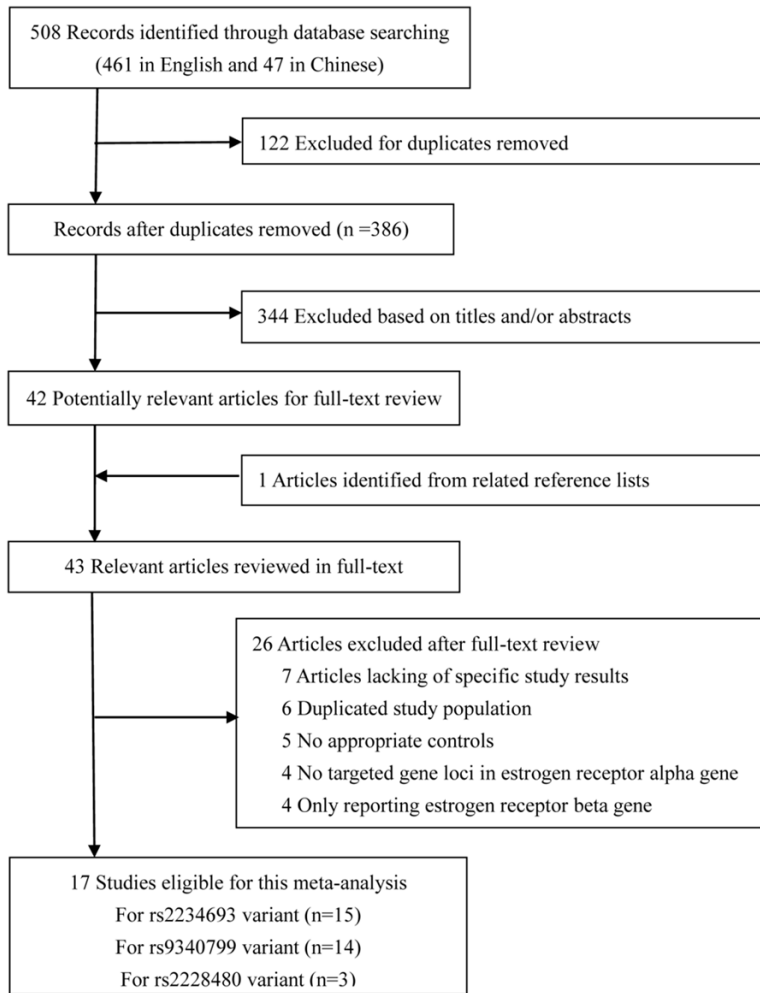 508 Records identified through database searching
(461 in English and 47 in Chinese)
122 Excluded for duplicates removed
Records after duplicates removed (n =386)
344 Excluded based on titles and/or abstracts
42 Potentially relevant articles for full-text review
1 Articles identified from related reference lists
43 Relevant articles reviewed in full-text
26 Articles excluded after full-text review
7 Articles lacking of specific study results
6 Duplicated study population
5 No appropriate controls
4 No targeted gene loci in estrogen receptor alpha gene
4 Only reporting estrogen receptor beta gene
17 Studies eligible for this meta-analysis
For rs2234693 variant (n=15)
For rs9340799 variant (n=14)
For rs2228480 variant (n=3)